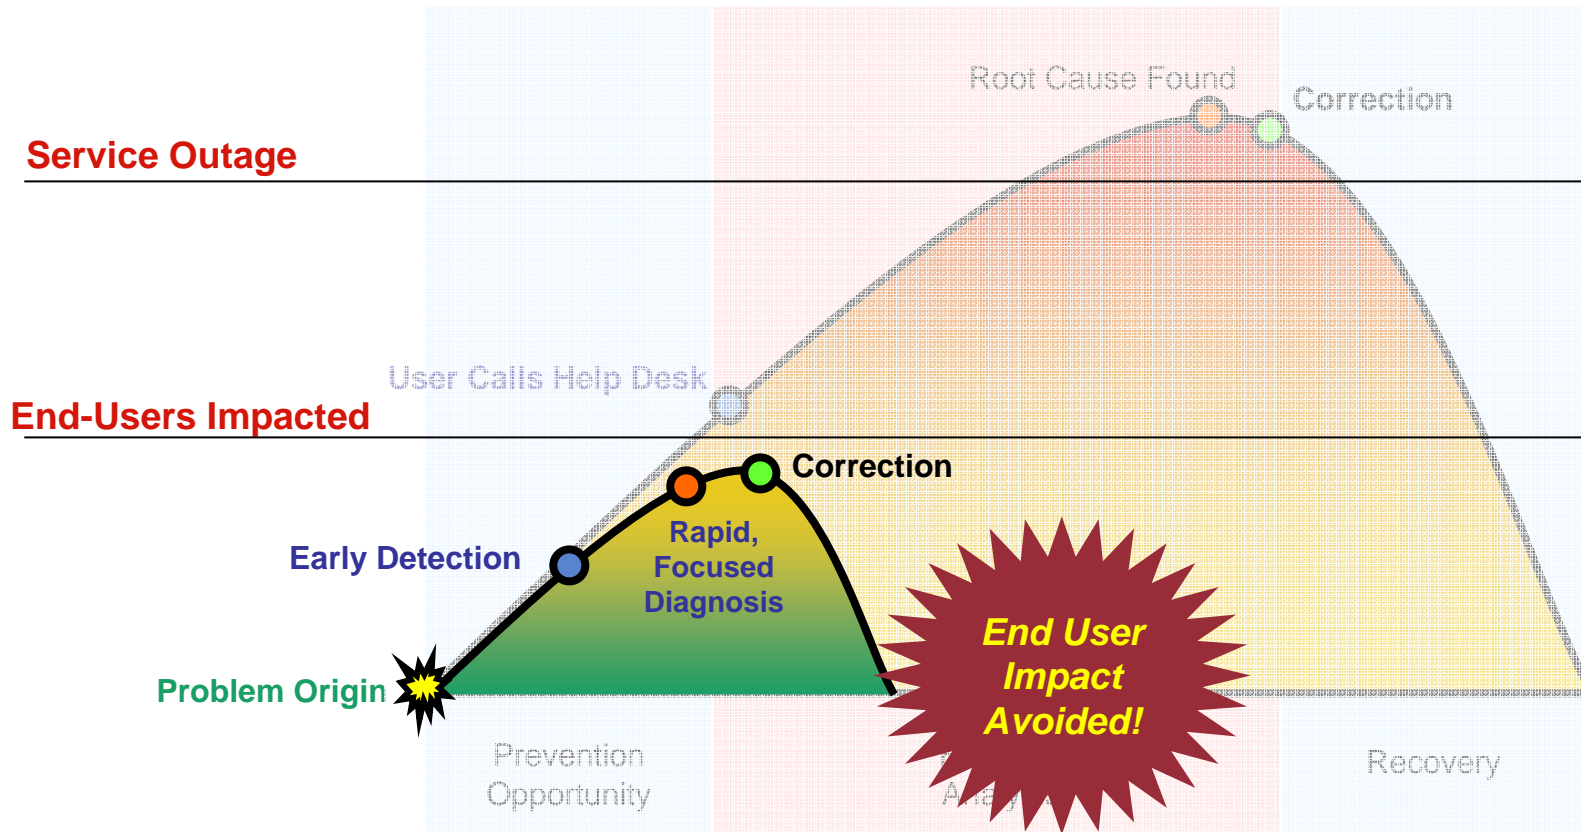 Root Cause Found
Correction
Service Outage
User Calls Help Desk
End-Users Impacted
Correction
Rapid,
Focused
Diagnosis
Early Detection
End User
Impact
Avoided!
Problem Origin
Prevention
Opportunity
Recovery